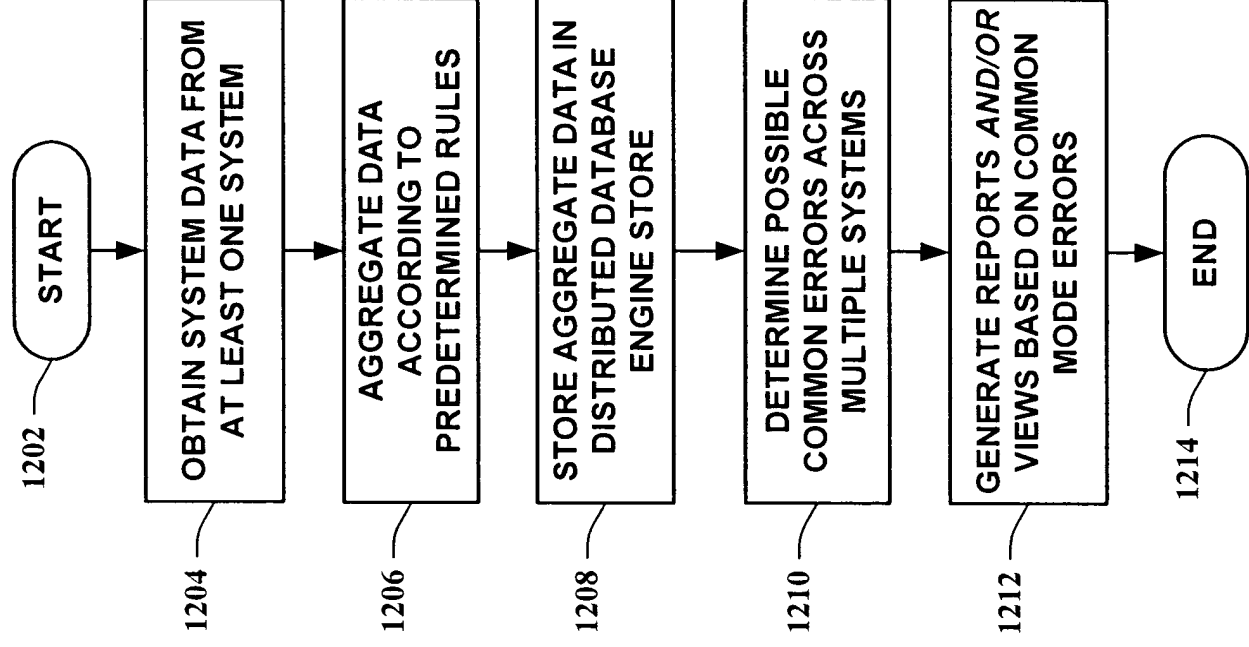 START
1202
OBTAIN SYSTEM DATA FROM
AT LEAST ONE SYSTEM
1204
AGGREGATE DATA
ACCORDING TO
PREDETERMINED RULES
1206
STORE AGGREGATE DATA IN
DISTRIBUTED DATABASE
ENGINE STORE
1208
DETERMINE POSSIBLE
COMMON ERRORS ACROSS
MULTIPLE SYSTEMS
1210
GENERATE REPORTS AND/OR
VIEWS BASED ON COMMON
MODE ERRORS
1212
END
1214